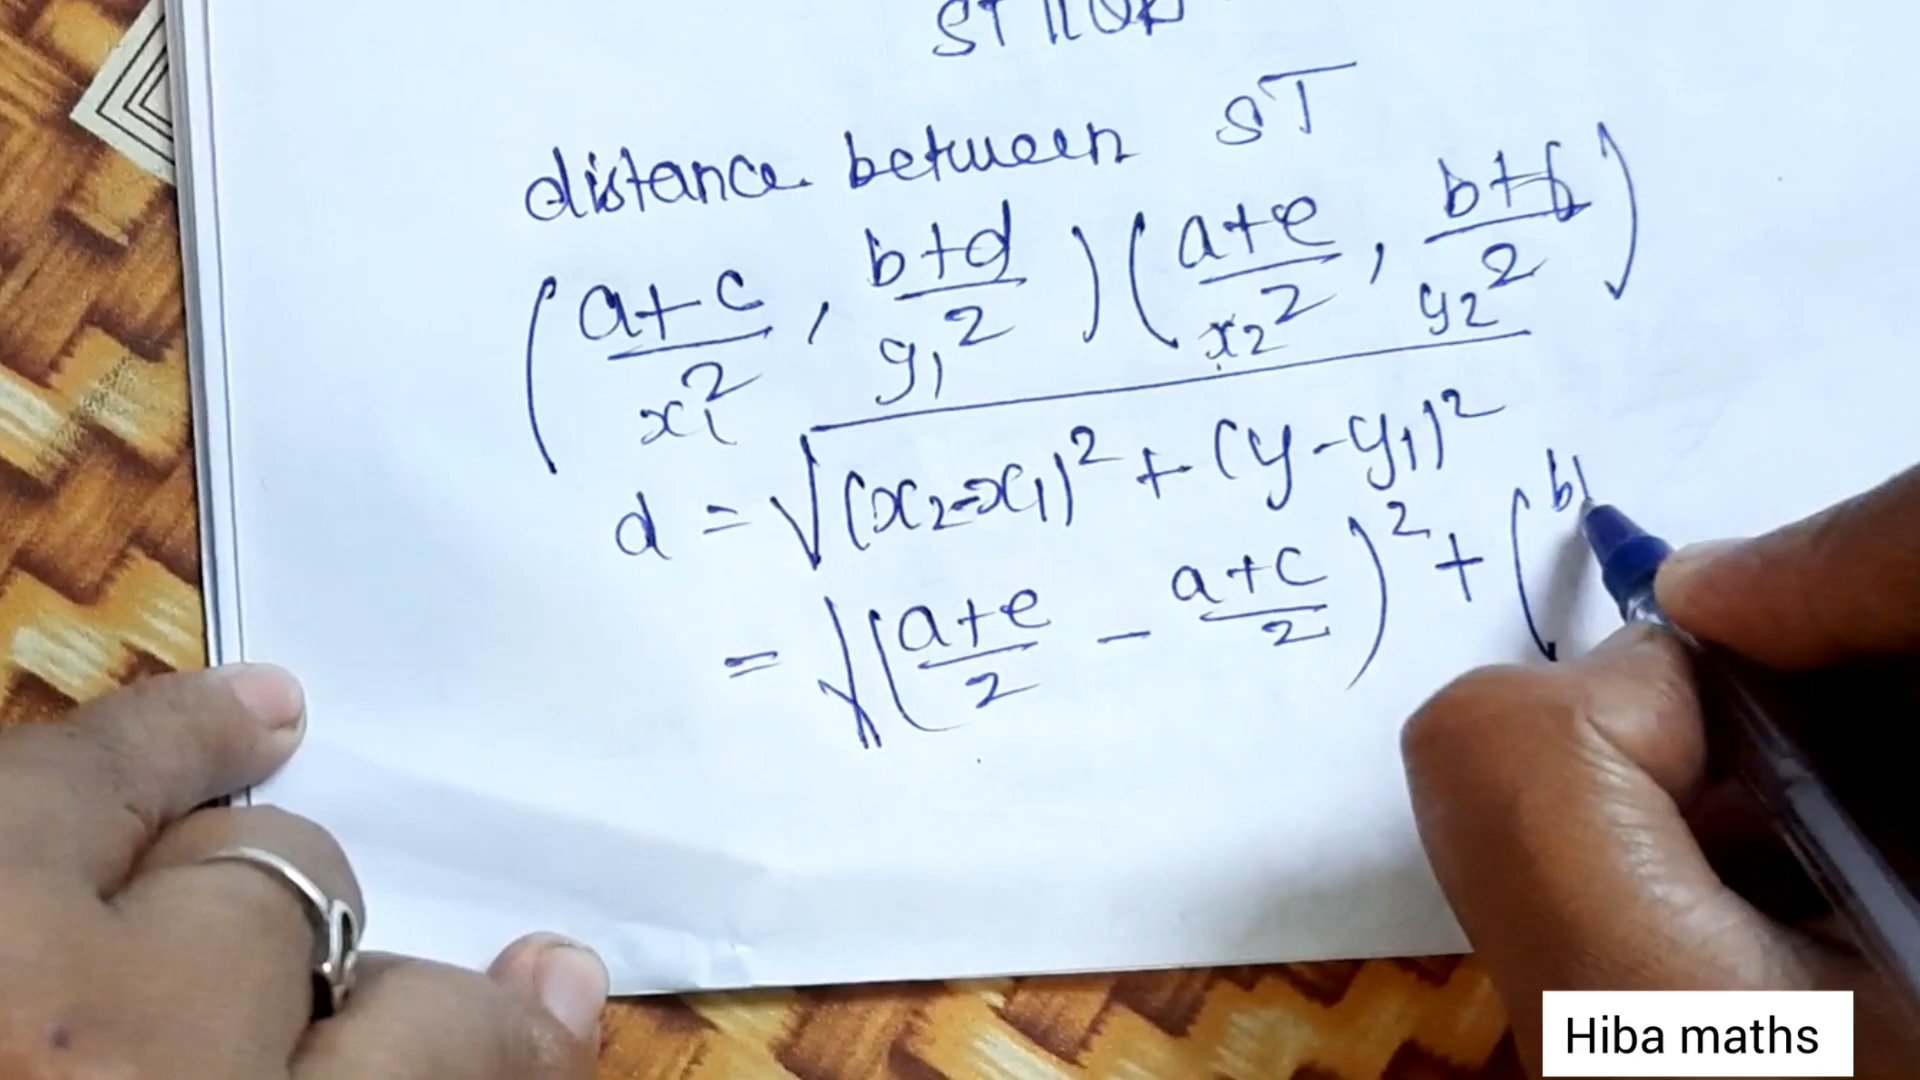 ST ||
distance between ST
(a+c/2, b+d/2) (a+e/2, b+f/2)
x1 y1 x2 y2
d = √(x2-x1)² + (y-y1)²
= √(a+e/2 - a+c/2)² + (b
Hiba maths